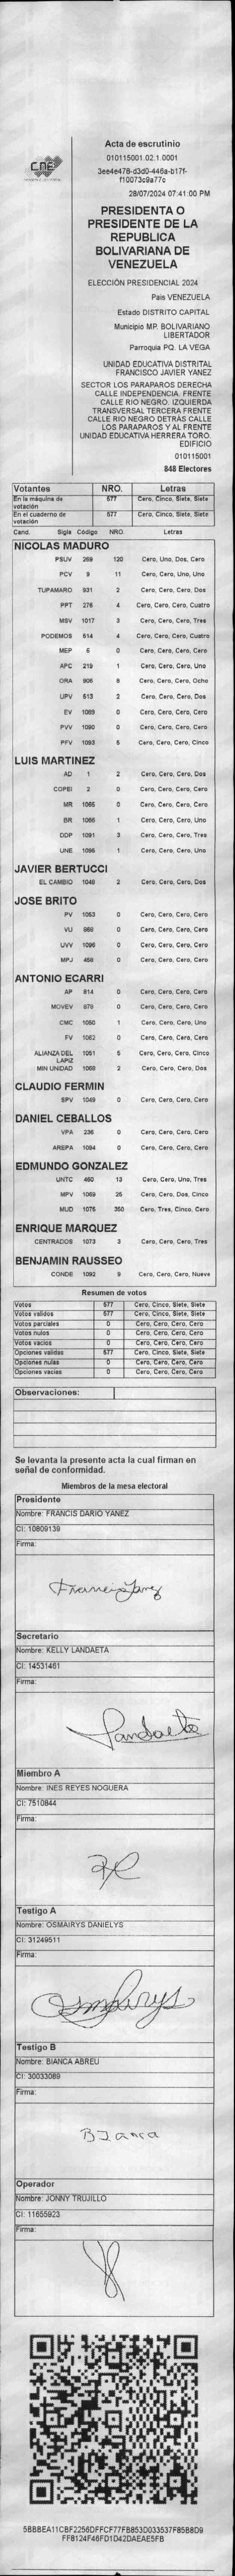 CNE
Acta de escrutinio
010115001.02.1.0001
3ee4e478-d3d0-446a-b17f-
f10073c9a77c
28/07/2024 07:41:00 PM
PRESIDENTA O
PRESIDENTE DE LA
REPUBLICA
BOLIVARIANA DE
VENEZUELA
ELECCIÓN PRESIDENCIAL 2024
Pais VENEZUELA
Estado DISTRITO CAPITAL
Municipio MP. BOLIVARIANO
LIBERTADOR
Parroquia PQ. LA VEGA
UNIDAD EDUCATIVA DISTRITAL
FRANCISCO JAVIER YANEZ
SECTOR LOS PARAPAROS DERECHA
CALLE INDEPENDENCIA. FRENTE
CALLE RIO NEGRO. IZQUIERDA
TRANSVERSAL TERCERA FRENTE
CALLE RIO NEGRO DETRÁS CALLE
LOS PARAPAROS Y AL FRENTE
UNIDAD EDUCATIVA HERRERA TORO.
EDIFICIO
010115001
848 Electores
Votantes NRO. Letras
En la máquina de votación 577 Cero, Cinco, Siete, Siete
En el cuaderno de votación 577 Cero, Cinco, Siete, Siete
Cand. Sigla Código NRO. Letras
NICOLAS MADURO
PSUV 269 120 Cero, Uno, Dos, Cero
PCV 9 11 Cero, Cero, Uno, Uno
TUPAMARO 931 2 Cero, Cero, Cero, Dos
PPT 276 4 Cero, Cero, Cero, Cuatro
MSV 1017 3 Cero, Cero, Cero, Tres
PODEMOS 514 4 Cero, Cero, Cero, Cuatro
MEP 6 0 Cero, Cero, Cero, Cero
APC 219 1 Cero, Cero, Cero, Uno
ORA 906 8 Cero, Cero, Cero, Ocho
UPV 513 2 Cero, Cero, Cero, Dos
EV 1089 0 Cero, Cero, Cero, Cero
PVV 1090 0 Cero, Cero, Cero, Cero
PFV 1093 5 Cero, Cero, Cero, Cinco
LUIS MARTINEZ
AD 1 2 Cero, Cero, Cero, Dos
COPEI 2 0 Cero, Cero, Cero, Cero
MR 1065 0 Cero, Cero, Cero, Cero
BR 1066 1 Cero, Cero, Cero, Uno
DDP 1091 3 Cero, Cero, Cero, Tres
UNE 1095 1 Cero, Cero, Cero, Uno
JAVIER BERTUCCI
EL CAMBIO 1048 2 Cero, Cero, Cero, Dos
JOSE BRITO
PV 1053 0 Cero, Cero, Cero, Cero
VU 988 0 Cero, Cero, Cero, Cero
UVV 1096 0 Cero, Cero, Cero, Cero
MPJ 458 0 Cero, Cero, Cero, Cero
ANTONIO ECARRI
AP 814 0 Cero, Cero, Cero, Cero
MOVEV 879 0 Cero, Cero, Cero, Cero
CMC 1050 1 Cero, Cero, Cero, Uno
FV 1052 0 Cero, Cero, Cero, Cero
ALIANZA DEL 1051 5 Cero, Cero, Cero, Cinco
LAPIZ
MIN UNIDAD 1068 2 Cero, Cero, Cero, Dos
CLAUDIO FERMIN
SPV 1049 0 Cero, Cero, Cero, Cero
DANIEL CEBALLOS
VPA 236 0 Cero, Cero, Cero, Cero
AREPA 1094 0 Cero, Cero, Cero, Cero
EDMUNDO GONZALEZ
UNTC 460 13 Cero, Cero, Uno, Tres
MPV 1069 25 Cero, Cero, Dos, Cinco
MUD 1075 350 Cero, Tres, Cinco, Cero
ENRIQUE MARQUEZ
CENTRADOS 1073 3 Cero, Cero, Cero, Tres
BENJAMIN RAUSSEO
CONDE 1092 9 Cero, Cero, Cero, Nueve
Resumen de votos
Votos 577 Cero, Cinco, Siete, Siete
Votos validos 577 Cero, Cinco, Siete, Siete
Votos parciales 0 Cero, Cero, Cero, Cero
Votos nulos 0 Cero, Cero, Cero, Cero
Votos vacios 0 Cero, Cero, Cero, Cero
Opciones validas 577 Cero, Cinco, Siete, Siete
Opciones nulas 0 Cero, Cero, Cero, Cero
Opciones vacias 0 Cero, Cero, Cero, Cero
Observaciones:
Se levanta la presente acta la cual firman en
señal de conformidad.
Miembros de la mesa electoral
Presidente
Nombre: FRANCIS DARIO YANEZ
CI: 10809139
Firma:
Francis Yanez
Secretario
Nombre: KELLY LANDAETA
CI: 14531461
Firma:
Landaeta
Miembro A
Nombre: INES REYES NOGUERA
CI: 7510844
Firma:
Testigo A
Nombre: OSMAIRYS DANIELYS
CI: 31249511
Firma:
Osmairys
Testigo B
Nombre: BIANCA ABREU
CI: 30033089
Firma:
BIanca
Operador
Nombre: JONNY TRUJILLO
CI: 11655923
Firma:
5BBBEA11CBF2256DFFCF77FB853D033537F85B8D9
FF8124F46FD1D42DAEAE5FB